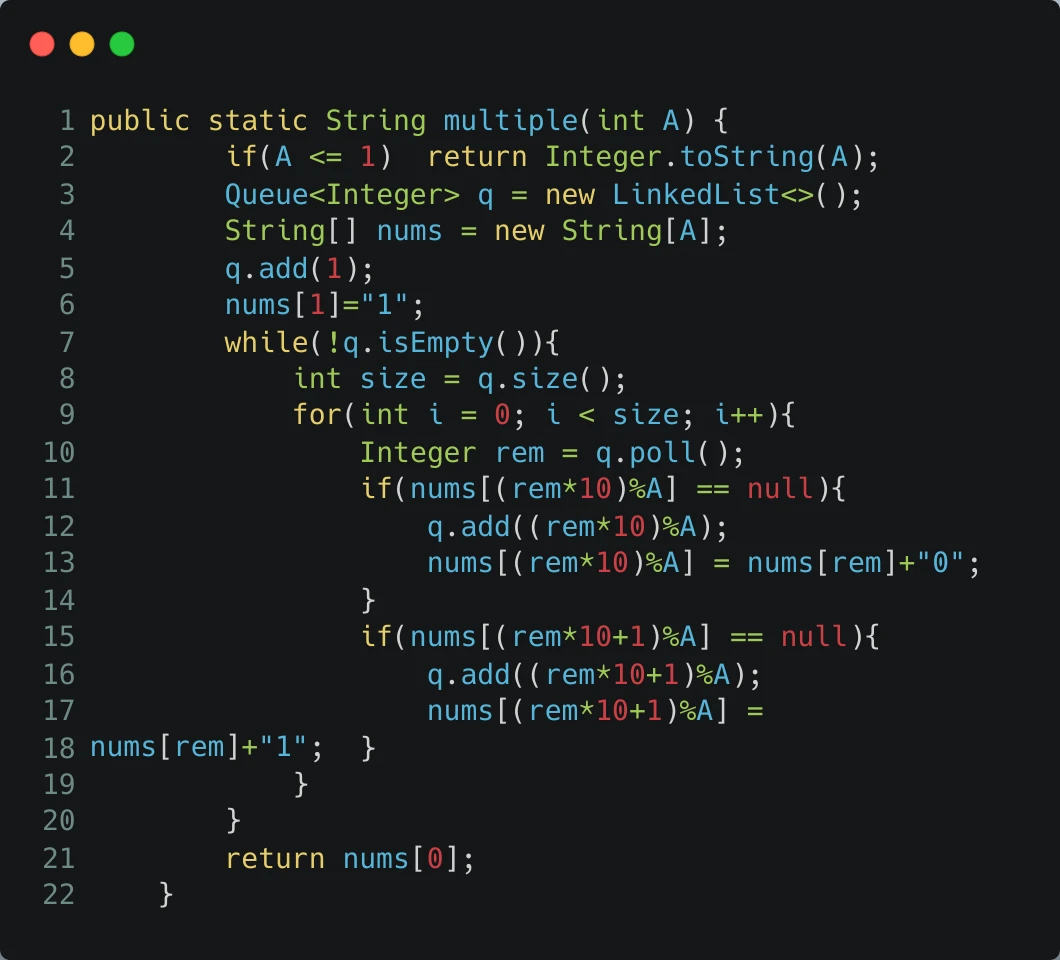 1 public static String multiple(int A) {
2         if(A <= 1)  return Integer.toString(A);
3         Queue<Integer> q = new LinkedList<>();
4         String[] nums = new String[A];
5         q.add(1);
6         nums[1]="1";
7         while(!q.isEmpty()){
8             int size = q.size();
9             for(int i = 0; i < size; i++){
10                 Integer rem = q.poll();
11                 if(nums[(rem*10)%A] == null){
12                     q.add((rem*10)%A);
13                     nums[(rem*10)%A] = nums[rem]+"0";
14                 }
15                 if(nums[(rem*10+1)%A] == null){
16                     q.add((rem*10+1)%A);
17                     nums[(rem*10+1)%A] =
18 nums[rem]+"1";  }
19             }
20         }
21         return nums[0];
22     }